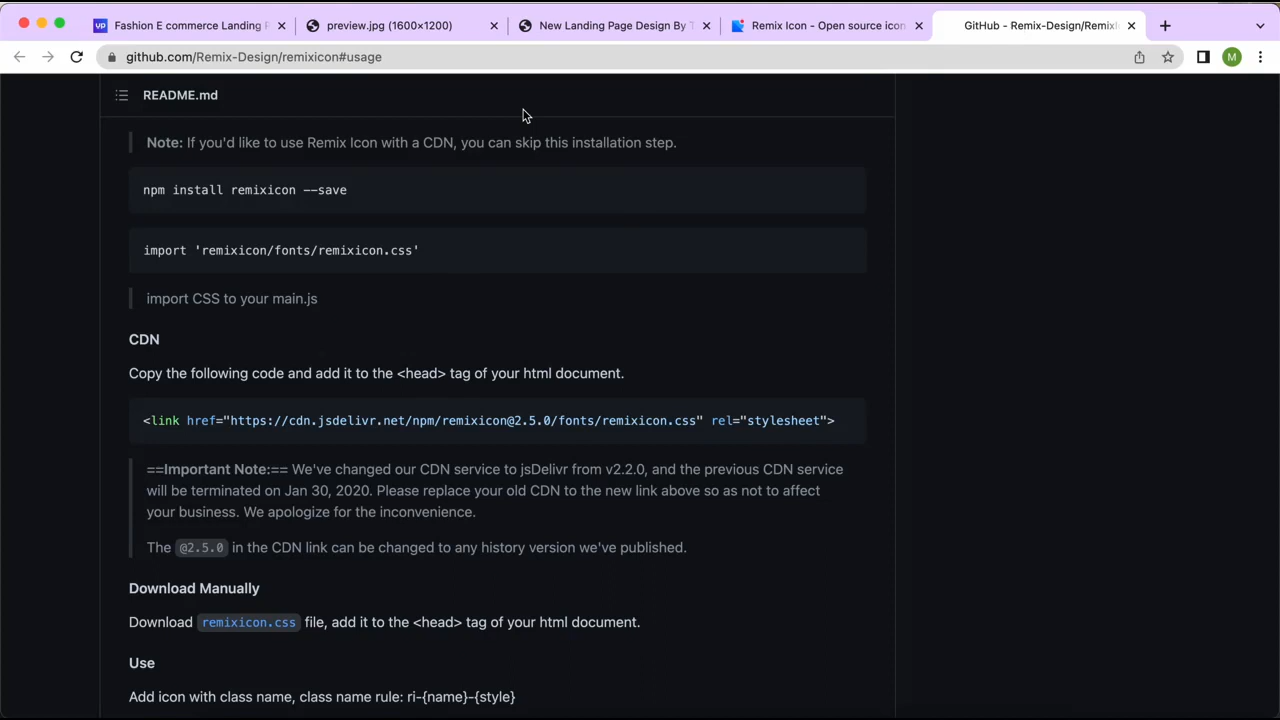 Fashion E commerce Landing P
preview.jpg (1600×1200)
New Landing Page Design By T
Remix Icon - Open source icon
GitHub - Remix-Design/RemixIc
github.com/Remix-Design/remixicon#usage
M
README.md
Note: If you'd like to use Remix Icon with a CDN, you can skip this installation step.
npm install remixicon --save
import 'remixicon/fonts/remixicon.css'
import CSS to your main.js
CDN
Copy the following code and add it to the <head> tag of your html document.
<link href="https://cdn.jsdelivr.net/npm/remixicon@2.5.0/fonts/remixicon.css" rel="stylesheet">
==Important Note:== We've changed our CDN service to jsDelivr from v2.2.0, and the previous CDN service
will be terminated on Jan 30, 2020. Please replace your old CDN to the new link above so as not to affect
your business. We apologize for the inconvenience.
The @2.5.0 in the CDN link can be changed to any history version we've published.
Download Manually
Download remixicon.css file, add it to the <head> tag of your html document.
Use
Add icon with class name, class name rule: ri-{name}-{style}